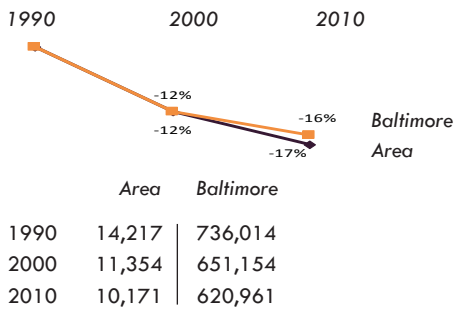 1990 2000 2010
-12%
-12%
-16% Baltimore
-17% Area
Area Baltimore
1990 14,217 736,014
2000 11,354 651,154
2010 10,171 620,961